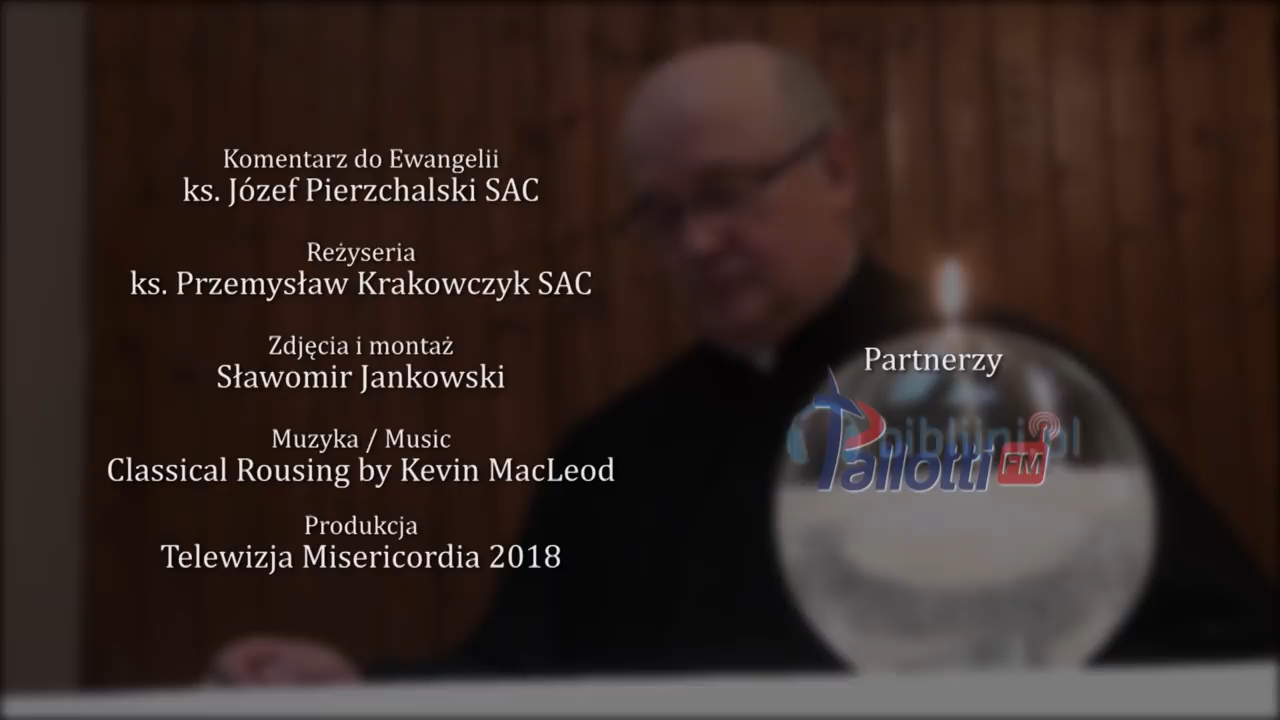 Komentarz do Ewangelii
ks. Józef Pierzchalski SAC
Reżyseria
ks. Przemysław Krakowczyk SAC
Zdjęcia i montaż
Sławomir Jankowski
Muzyka / Music
Classical Rousing by Kevin MacLeod
Produkcja
Telewizja Misericordia 2018
Partnerzy
Pallotti FM